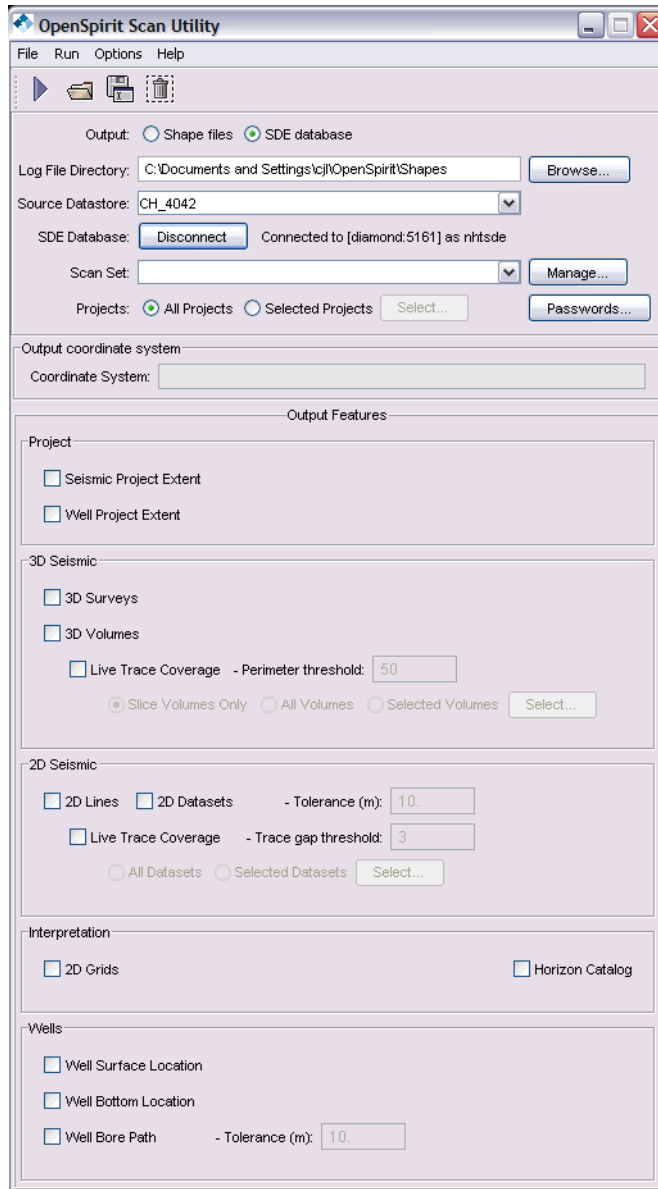 OpenSpirit Scan Utility
File Run Options Help
Output: Shape files SDE database
Log File Directory: C:\Documents and Settings\cjl\OpenSpirit\Shapes Browse...
Source Datastore: CH_4042
SDE Database: Disconnect Connected to [diamond:5161] as nhtsde
Scan Set: Manage...
Projects: All Projects Selected Projects Select... Passwords...
Output coordinate system
Coordinate System:
Output Features
Project
Seismic Project Extent
Well Project Extent
3D Seismic
3D Surveys
3D Volumes
Live Trace Coverage - Perimeter threshold: 50
Slice Volumes Only All Volumes Selected Volumes Select...
2D Seismic
2D Lines 2D Datasets - Tolerance (m): 10.
Live Trace Coverage - Trace gap threshold: 3
All Datasets Selected Datasets Select...
Interpretation
2D Grids Horizon Catalog
Wells
Well Surface Location
Well Bottom Location
Well Bore Path - Tolerance (m): 10.